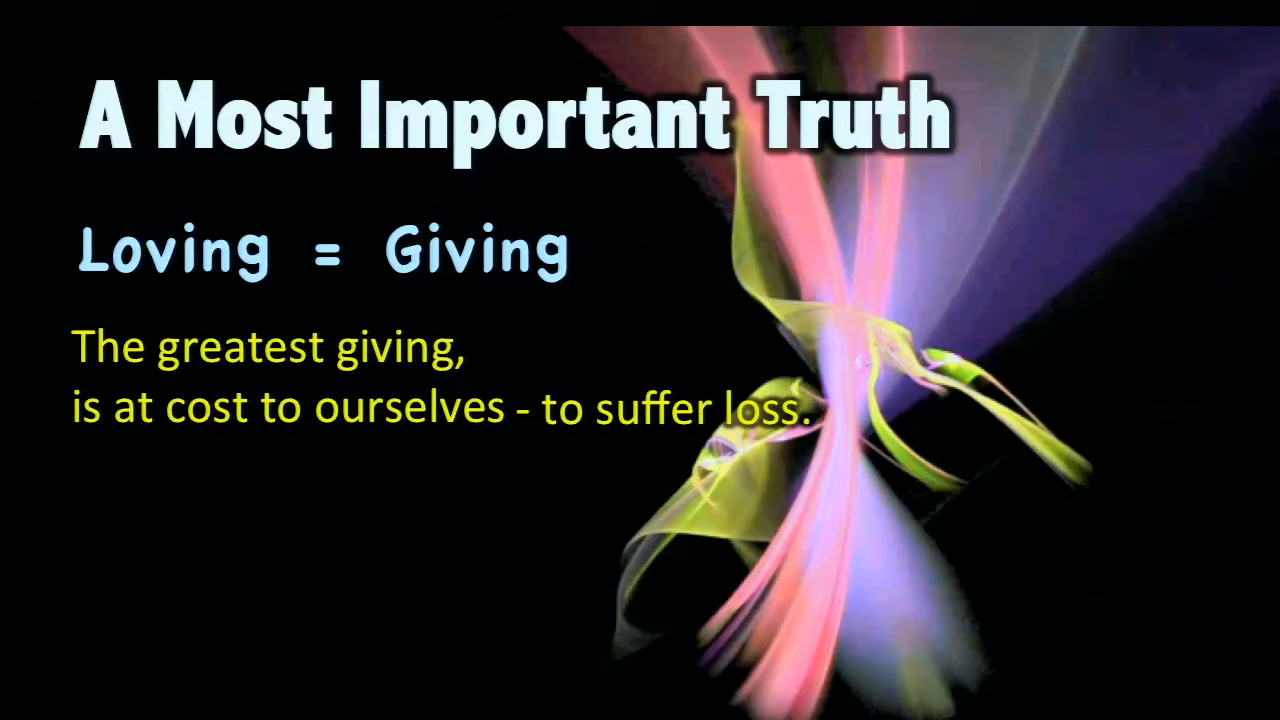 A Most Important Truth
Loving = Giving
The greatest giving,
is at cost to ourselves - to suffer loss.